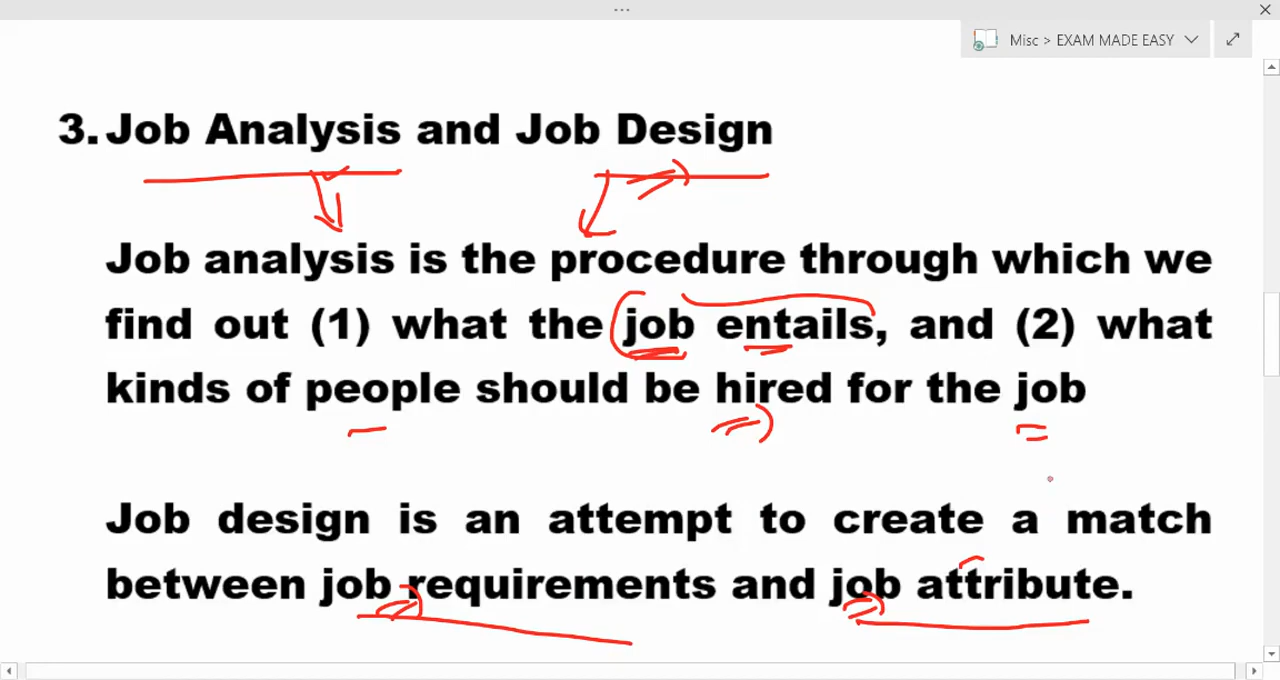 Misc > EXAM MADE EASY
3. Job Analysis and Job Design
Job analysis is the procedure through which we
find out (1) what the job entails, and (2) what
kinds of people should be hired for the job
Job design is an attempt to create a match
between job requirements and job attribute.